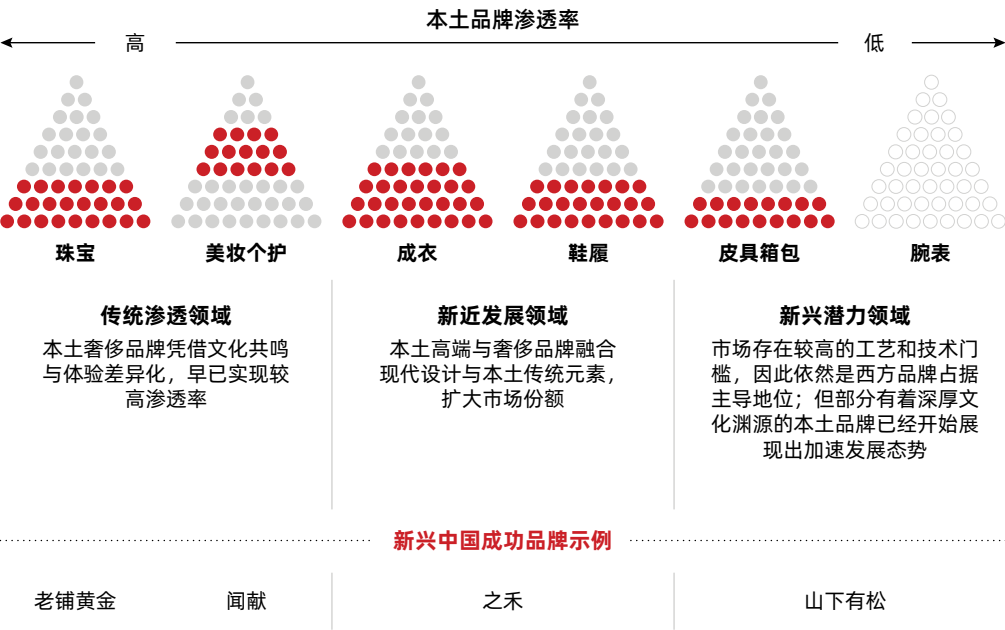 本土品牌渗透率
高
低
珠宝
美妆个护
成衣
鞋履
皮具箱包
腕表
传统渗透领域
本土奢侈品牌凭借文化共鸣
与体验差异化，早已实现较
高渗透率
新近发展领域
本土高端与奢侈品牌融合
现代设计与本土传统元素，
扩大市场份额
新兴潜力领域
市场存在较高的工艺和技术门
槛，因此依然是西方品牌占据
主导地位；但部分有着深厚文
化渊源的本土品牌已经开始展
现出加速发展态势
新兴中国成功品牌示例
老铺黄金
闻献
之禾
山下有松